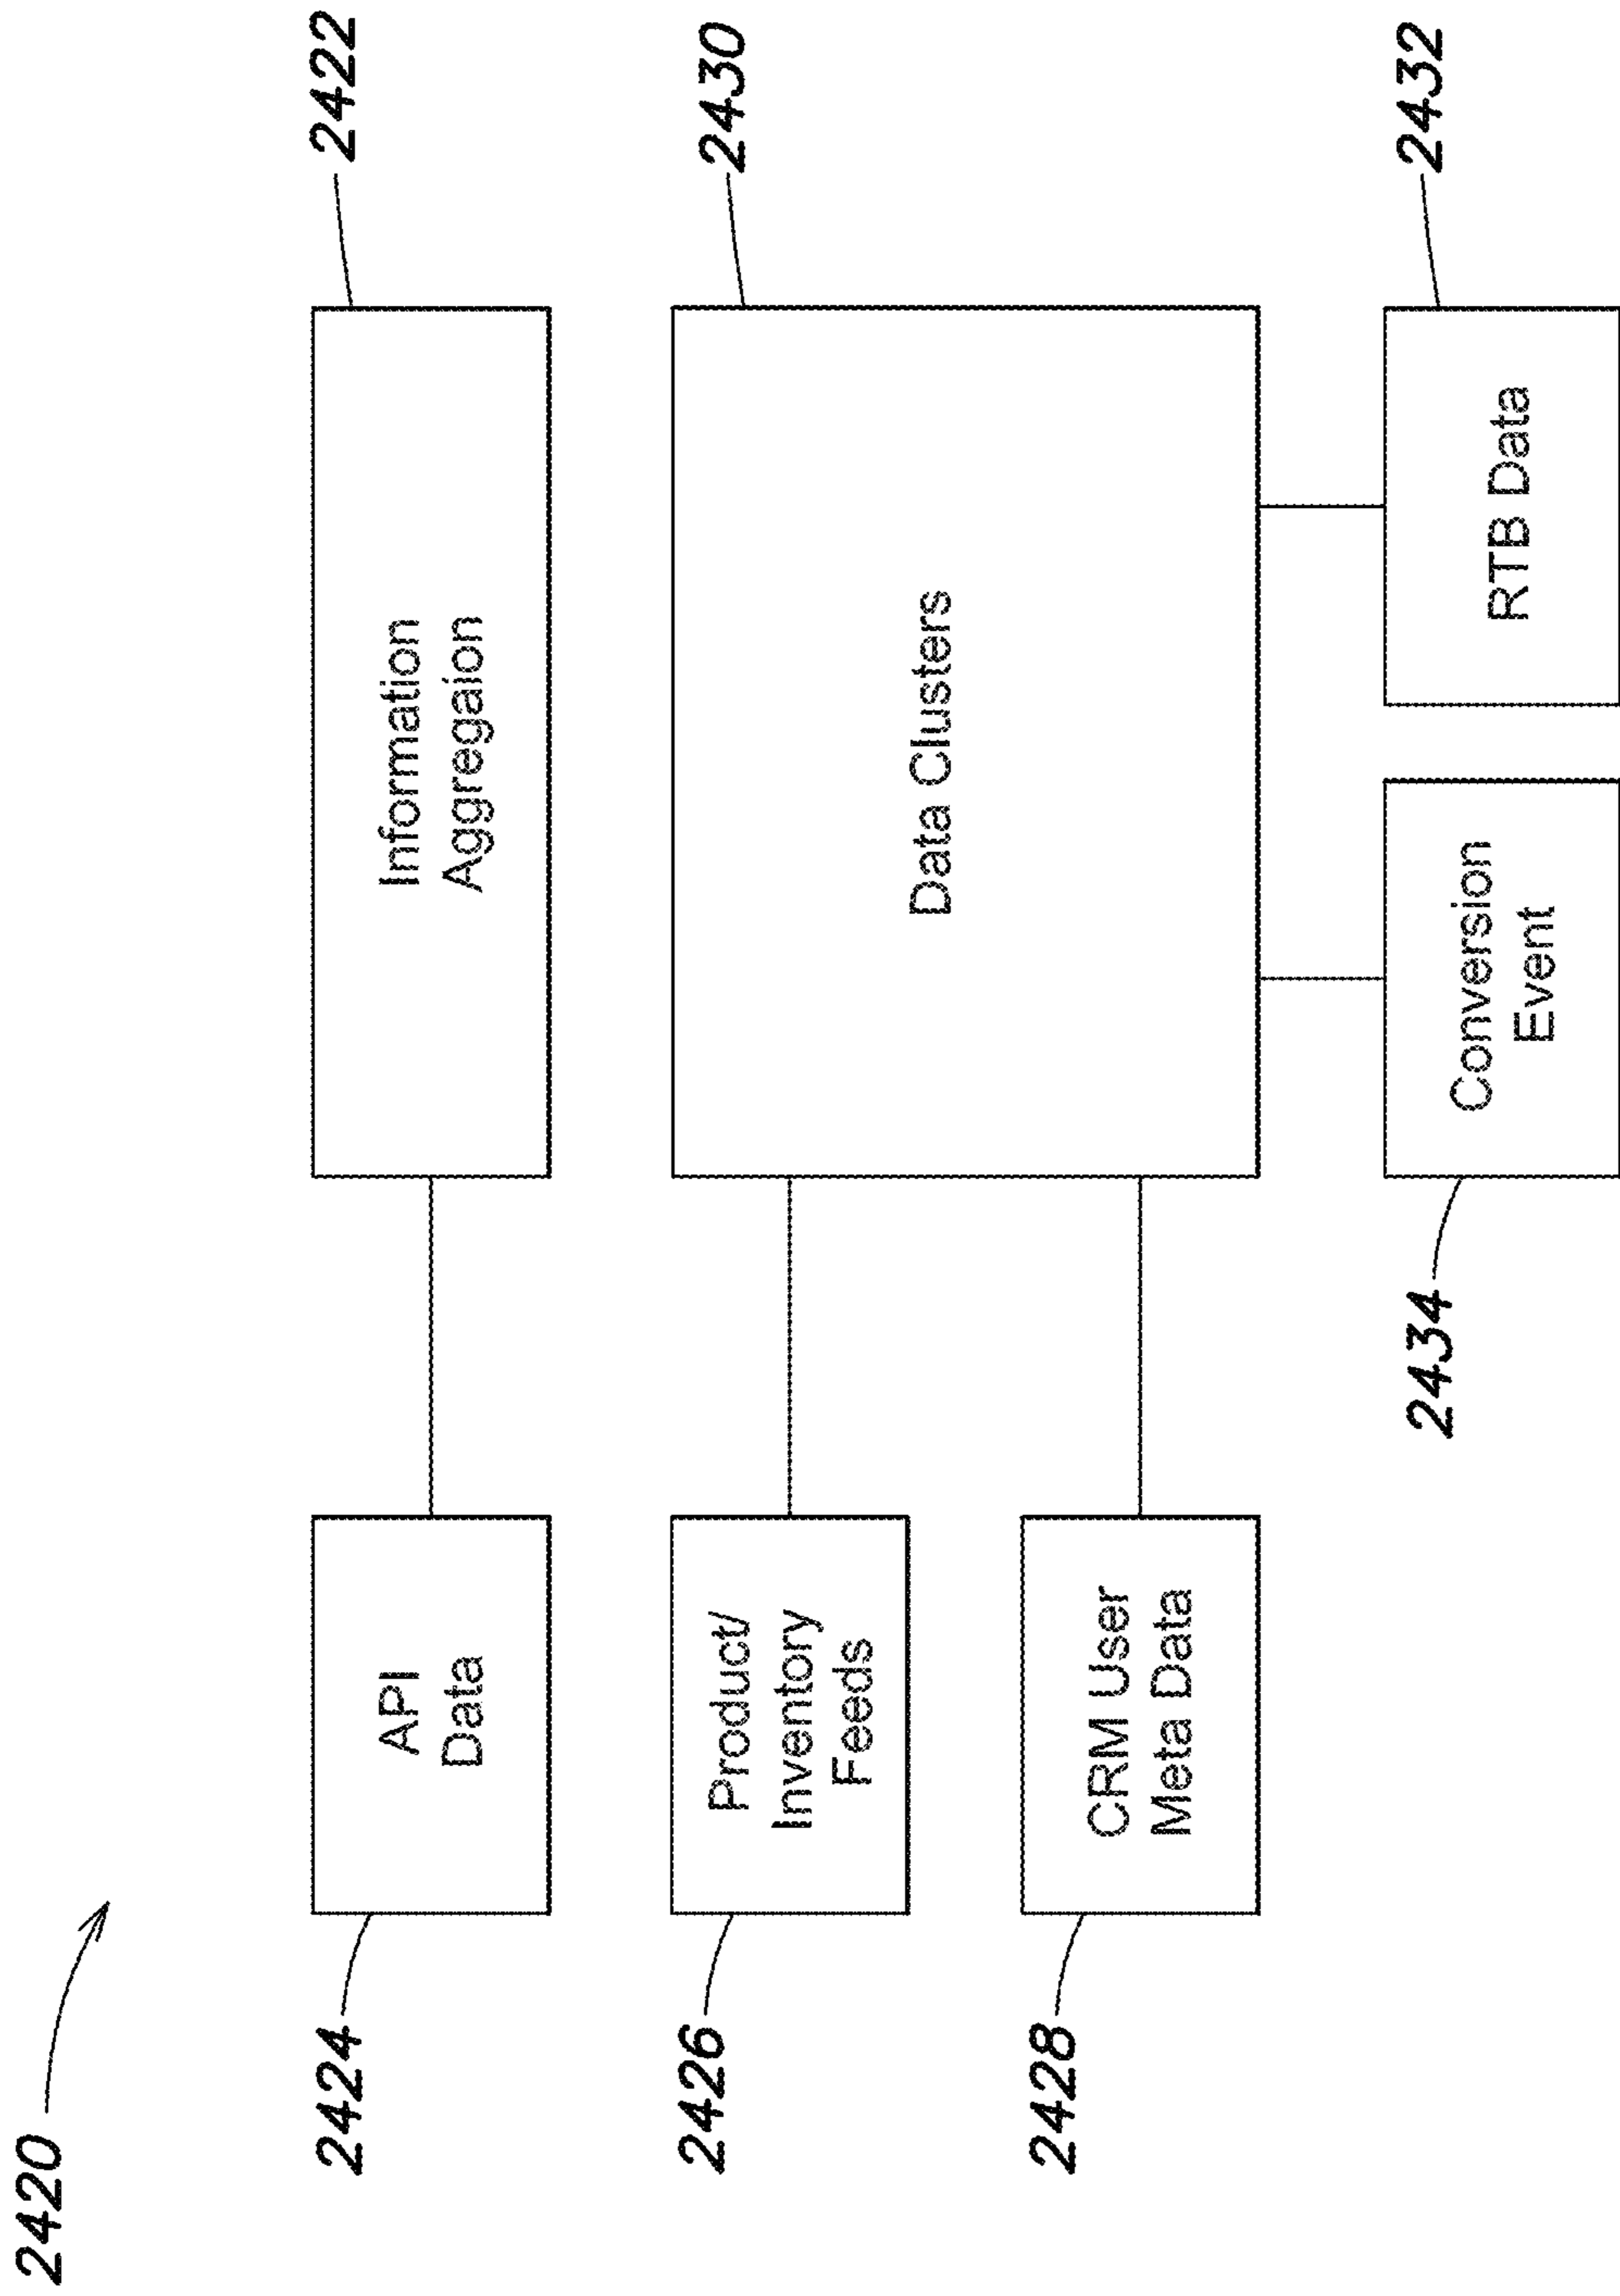 2420
2424
API
Data
Information
Aggregaion
2422
2426
Product/
Inventory
Feeds
Data Clusters
2430
2428
CRM User
Meta Data
2434
Conversion
Event
RTB Data
2432